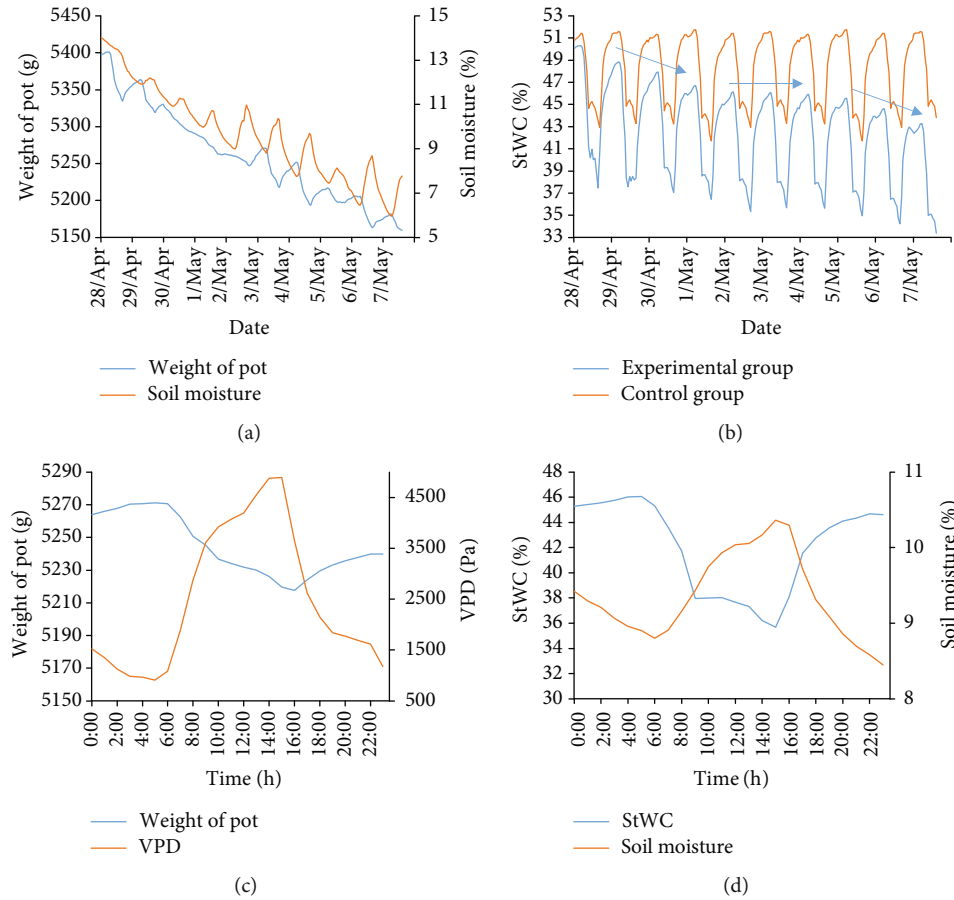 5450
5400
5350
5300
5250
5200
5150
Weight of pot (g)
15
13
11
9
7
5
Soil moisture (%)
28/Apr
29/Apr
30/Apr
1/May
2/May
3/May
4/May
5/May
6/May
7/May
Date
Weight of pot
Soil moisture
(a)
53
51
49
47
45
43
41
39
37
35
33
StWC (%)
28/Apr
29/Apr
30/Apr
1/May
2/May
3/May
4/May
5/May
6/May
7/May
Date
Experimental group
Control group
(b)
5290
5270
5250
5230
5210
5190
5170
5150
Weight of pot (g)
4500
3500
2500
1500
500
VPD (Pa)
0:00
2:00
4:00
6:00
8:00
10:00
12:00
14:00
16:00
18:00
20:00
22:00
Time (h)
Weight of pot
VPD
(c)
48
46
44
42
40
38
36
34
32
30
StWC (%)
11
10
9
8
Soil moisture (%)
0:00
2:00
4:00
6:00
8:00
10:00
12:00
14:00
16:00
18:00
20:00
22:00
Time (h)
StWC
Soil moisture
(d)